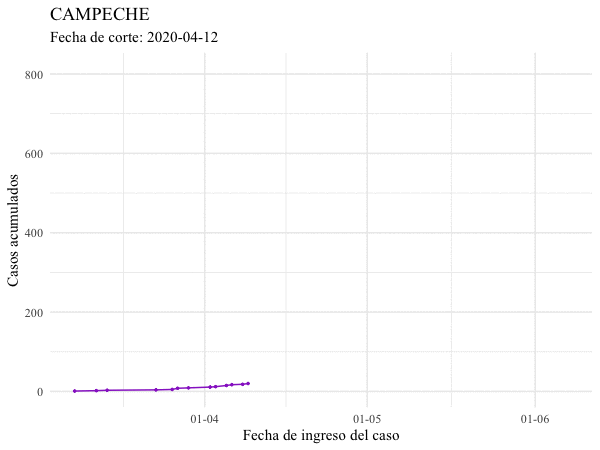 CAMPECHE
Fecha de corte: 2020-04-12
Casos acumulados
800
600
400
200
0
01-04
01-05
01-06
Fecha de ingreso del caso